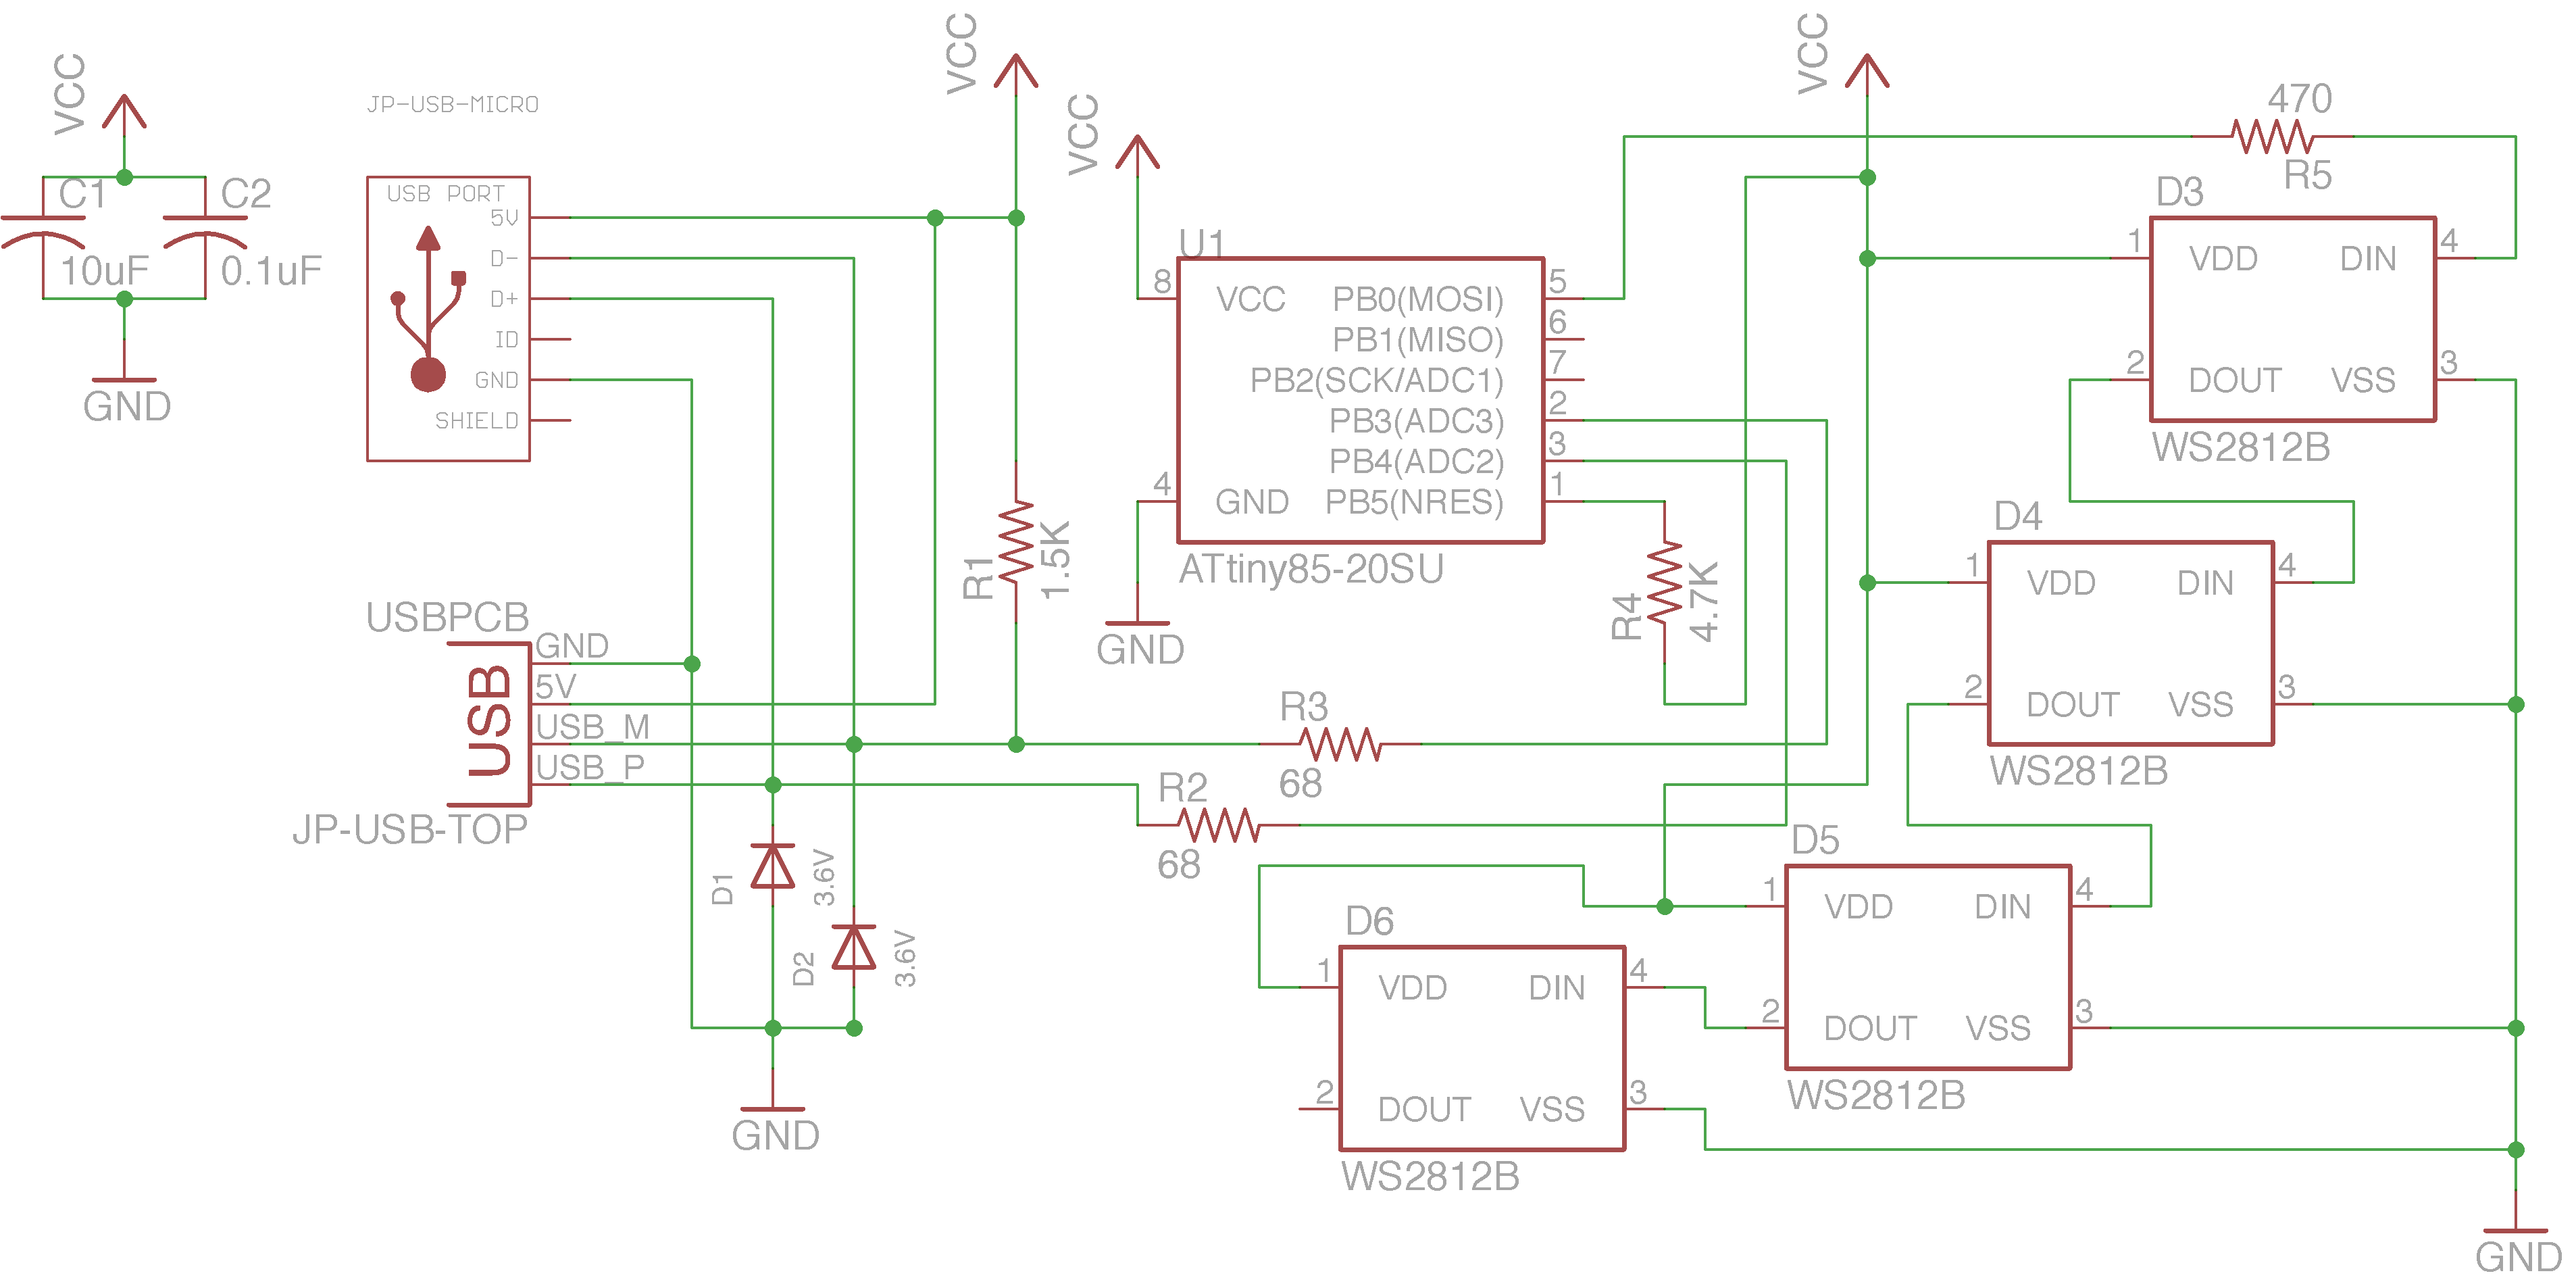 VCC
C1
10uF
C2
0.1uF
GND
JP-USB-MICRO
USB PORT
5V
D-
D+
ID
GND
SHIELD
USBPCB
USB
GND
5V
USB_M
USB_P
JP-USB-TOP
D1
3.6V
D2
3.6V
GND
VCC
R1
1.5K
VCC
U1
8 VCC PB0(MOSI) 5
PB1(MISO) 6
PB2(SCK/ADC1) 7
PB3(ADC3) 2
PB4(ADC2) 3
4 GND PB5(NRES) 1
ATtiny85-20SU
GND
R4
4.7K
R3
68
R2
68
VCC
470
R5
D3
1 VDD DIN 4
2 DOUT VSS 3
WS2812B
D4
1 VDD DIN 4
2 DOUT VSS 3
WS2812B
D5
1 VDD DIN 4
2 DOUT VSS 3
WS2812B
D6
1 VDD DIN 4
2 DOUT VSS 3
WS2812B
GND